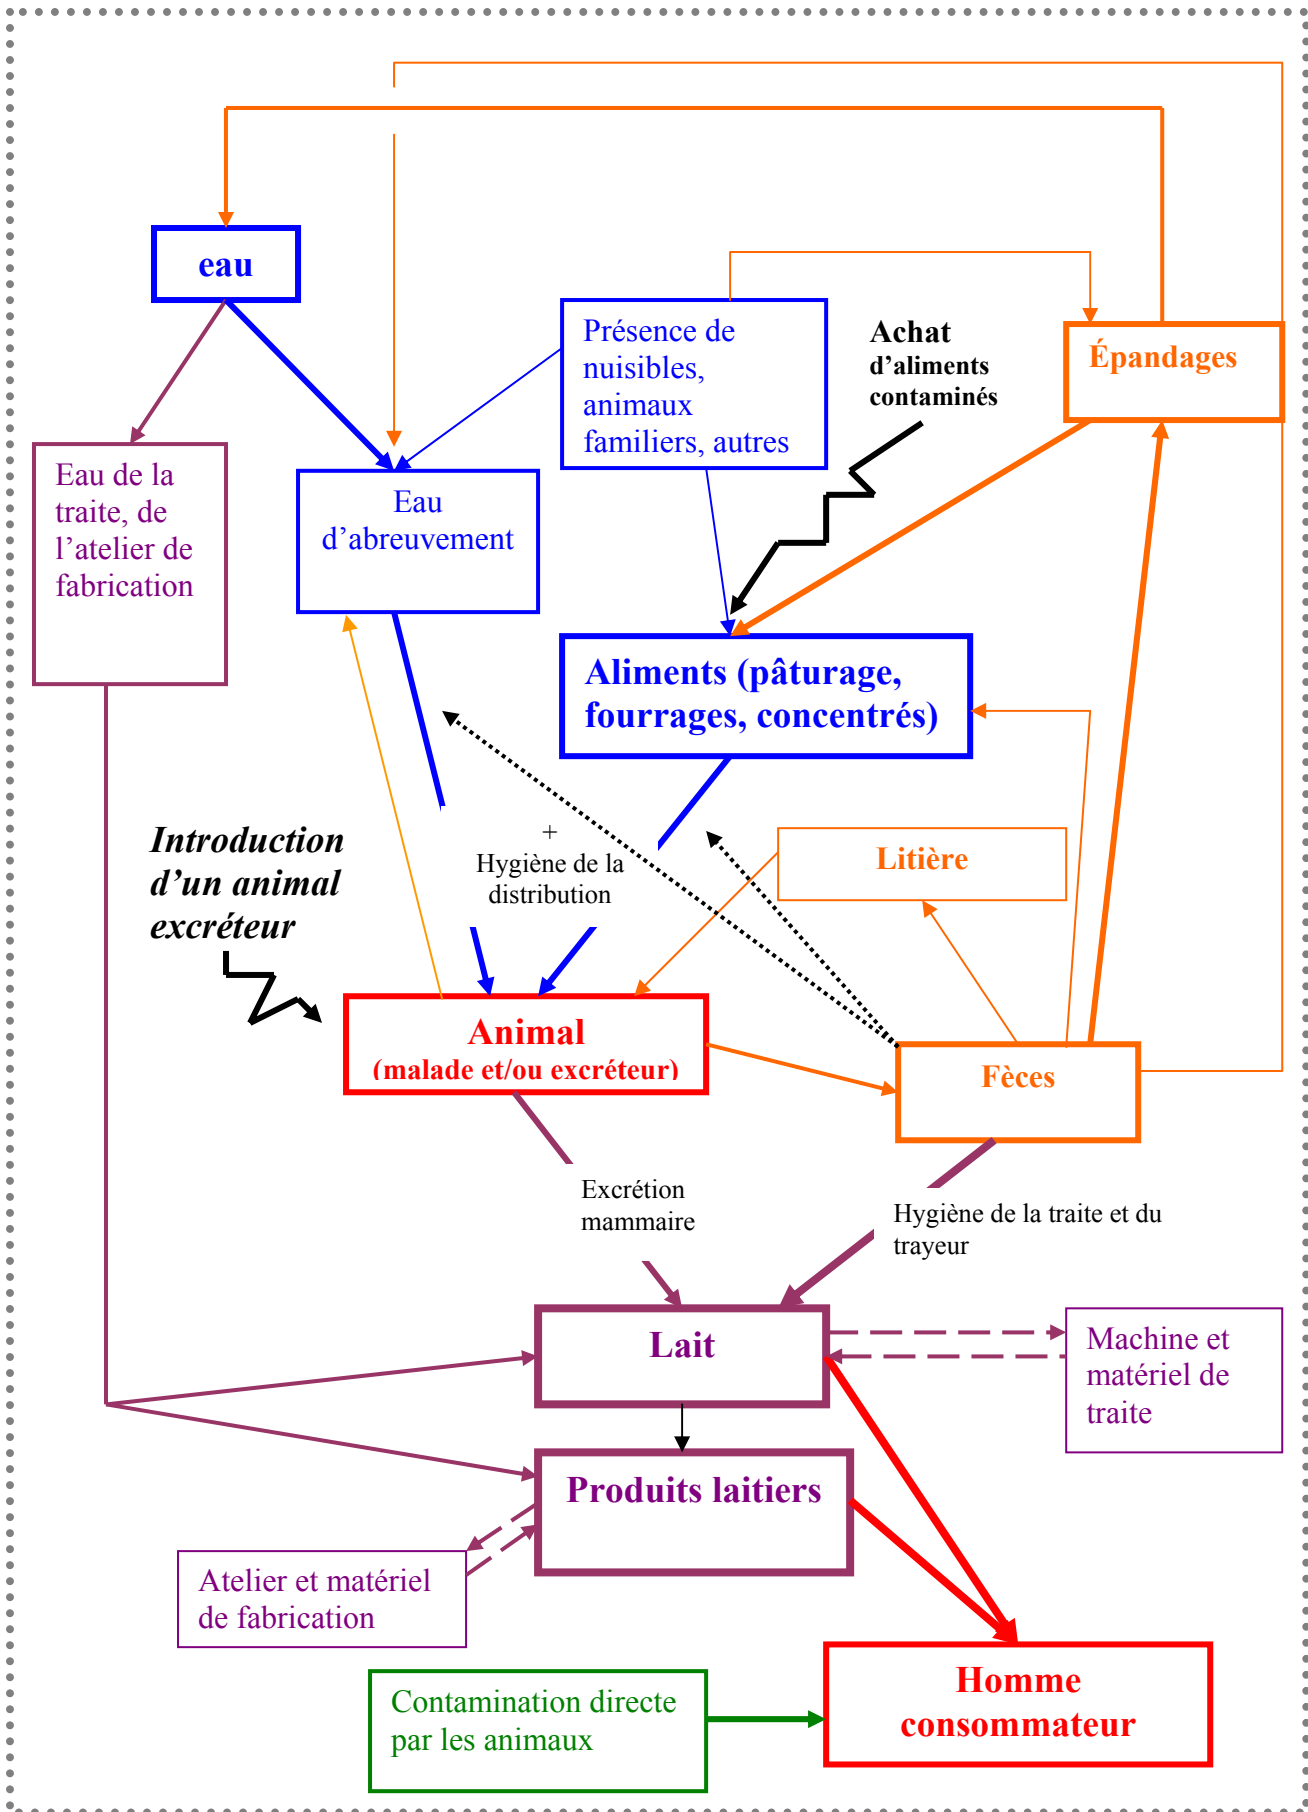 eau
Présence de
nuisibles,
animaux
familiers, autres
Achat
d’aliments
contaminés
Épandages
Eau de la
traite, de
l’atelier de
fabrication
Eau
d’abreuvement
Aliments (pâturage,
fourrages, concentrés)
Introduction
d’un animal
excréteur
+
Hygiène de la
distribution
Litière
Animal
(malade et/ou excréteur)
Fèces
Excrétion
mammaire
Hygiène de la traite et du
trayeur
Lait
Machine et
matériel de
traite
Produits laitiers
Atelier et matériel
de fabrication
Contamination directe
par les animaux
Homme
consommateur